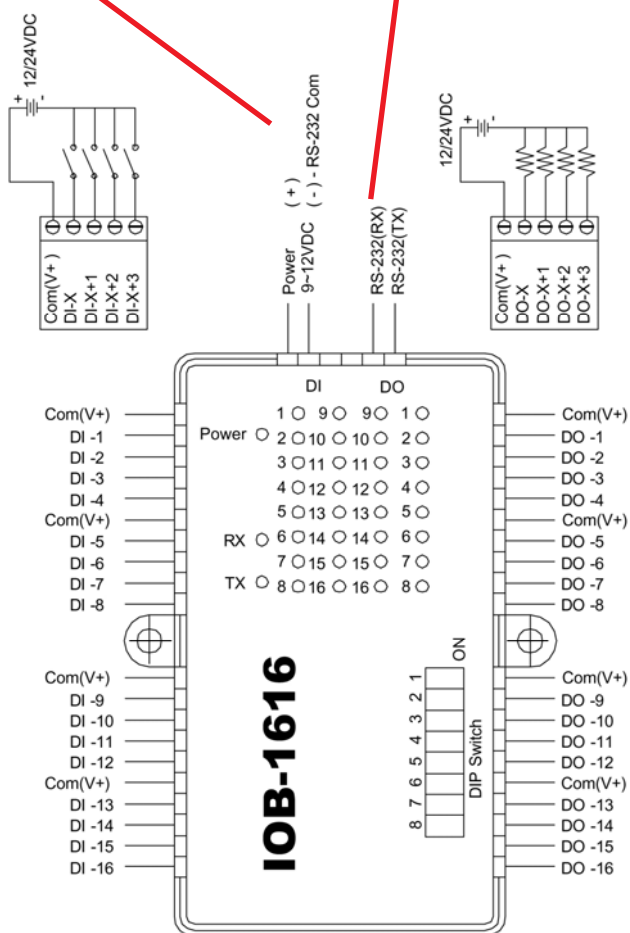 12/24VDC
+ -
Com(V+)
DI-X
DI-X+1
DI-X+2
DI-X+3
Power (+)
9~12VDC (-) - RS-232 Com
RS-232(RX)
RS-232(TX)
12/24VDC
+ -
Com(V+)
DO-X
DO-X+1
DO-X+2
DO-X+3
DI DO
1 9 9 1
Power 2 10 10 2
3 11 11 3
4 12 12 4
5 13 13 5
RX 6 14 14 6
7 15 15 7
TX 8 16 16 8
Com(V+)
DI -1
DI -2
DI -3
DI -4
Com(V+)
DI -5
DI -6
DI -7
DI -8
Com(V+)
DI -9
DI -10
DI -11
DI -12
Com(V+)
DI -13
DI -14
DI -15
DI -16
IOB-1616
ON
1
2
3
4
5
6
7
8
DIP Switch
Com(V+)
DO -1
DO -2
DO -3
DO -4
Com(V+)
DO -5
DO -6
DO -7
DO -8
Com(V+)
DO -9
DO -10
DO -11
DO -12
Com(V+)
DO -13
DO -14
DO -15
DO -16